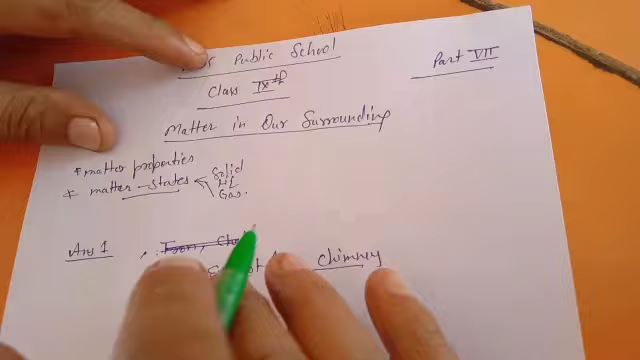 Public School
Class IXth
Part VII
Matter in Our Surrounding
* matter properties
* matter - states
Solid
Gas.
Ans 1
chimney